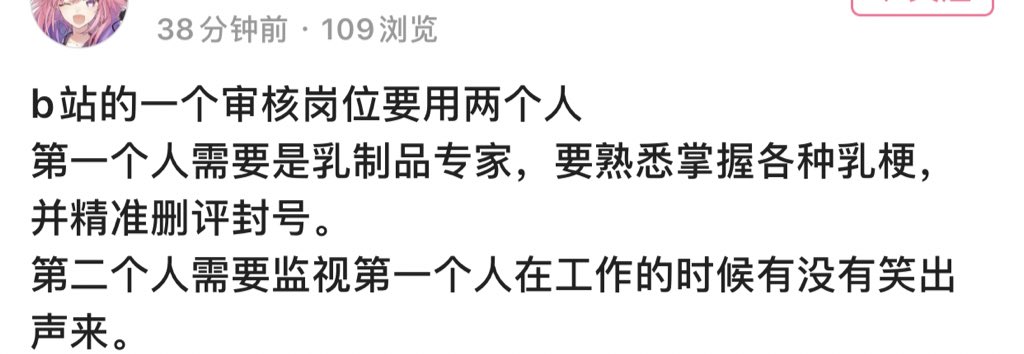 38分钟前 · 109浏览
b站的一个审核岗位要用两个人
第一个人需要是乳制品专家，要熟悉掌握各种乳梗，
并精准删评封号。
第二个人需要监视第一个人在工作的时候有没有笑出
声来。